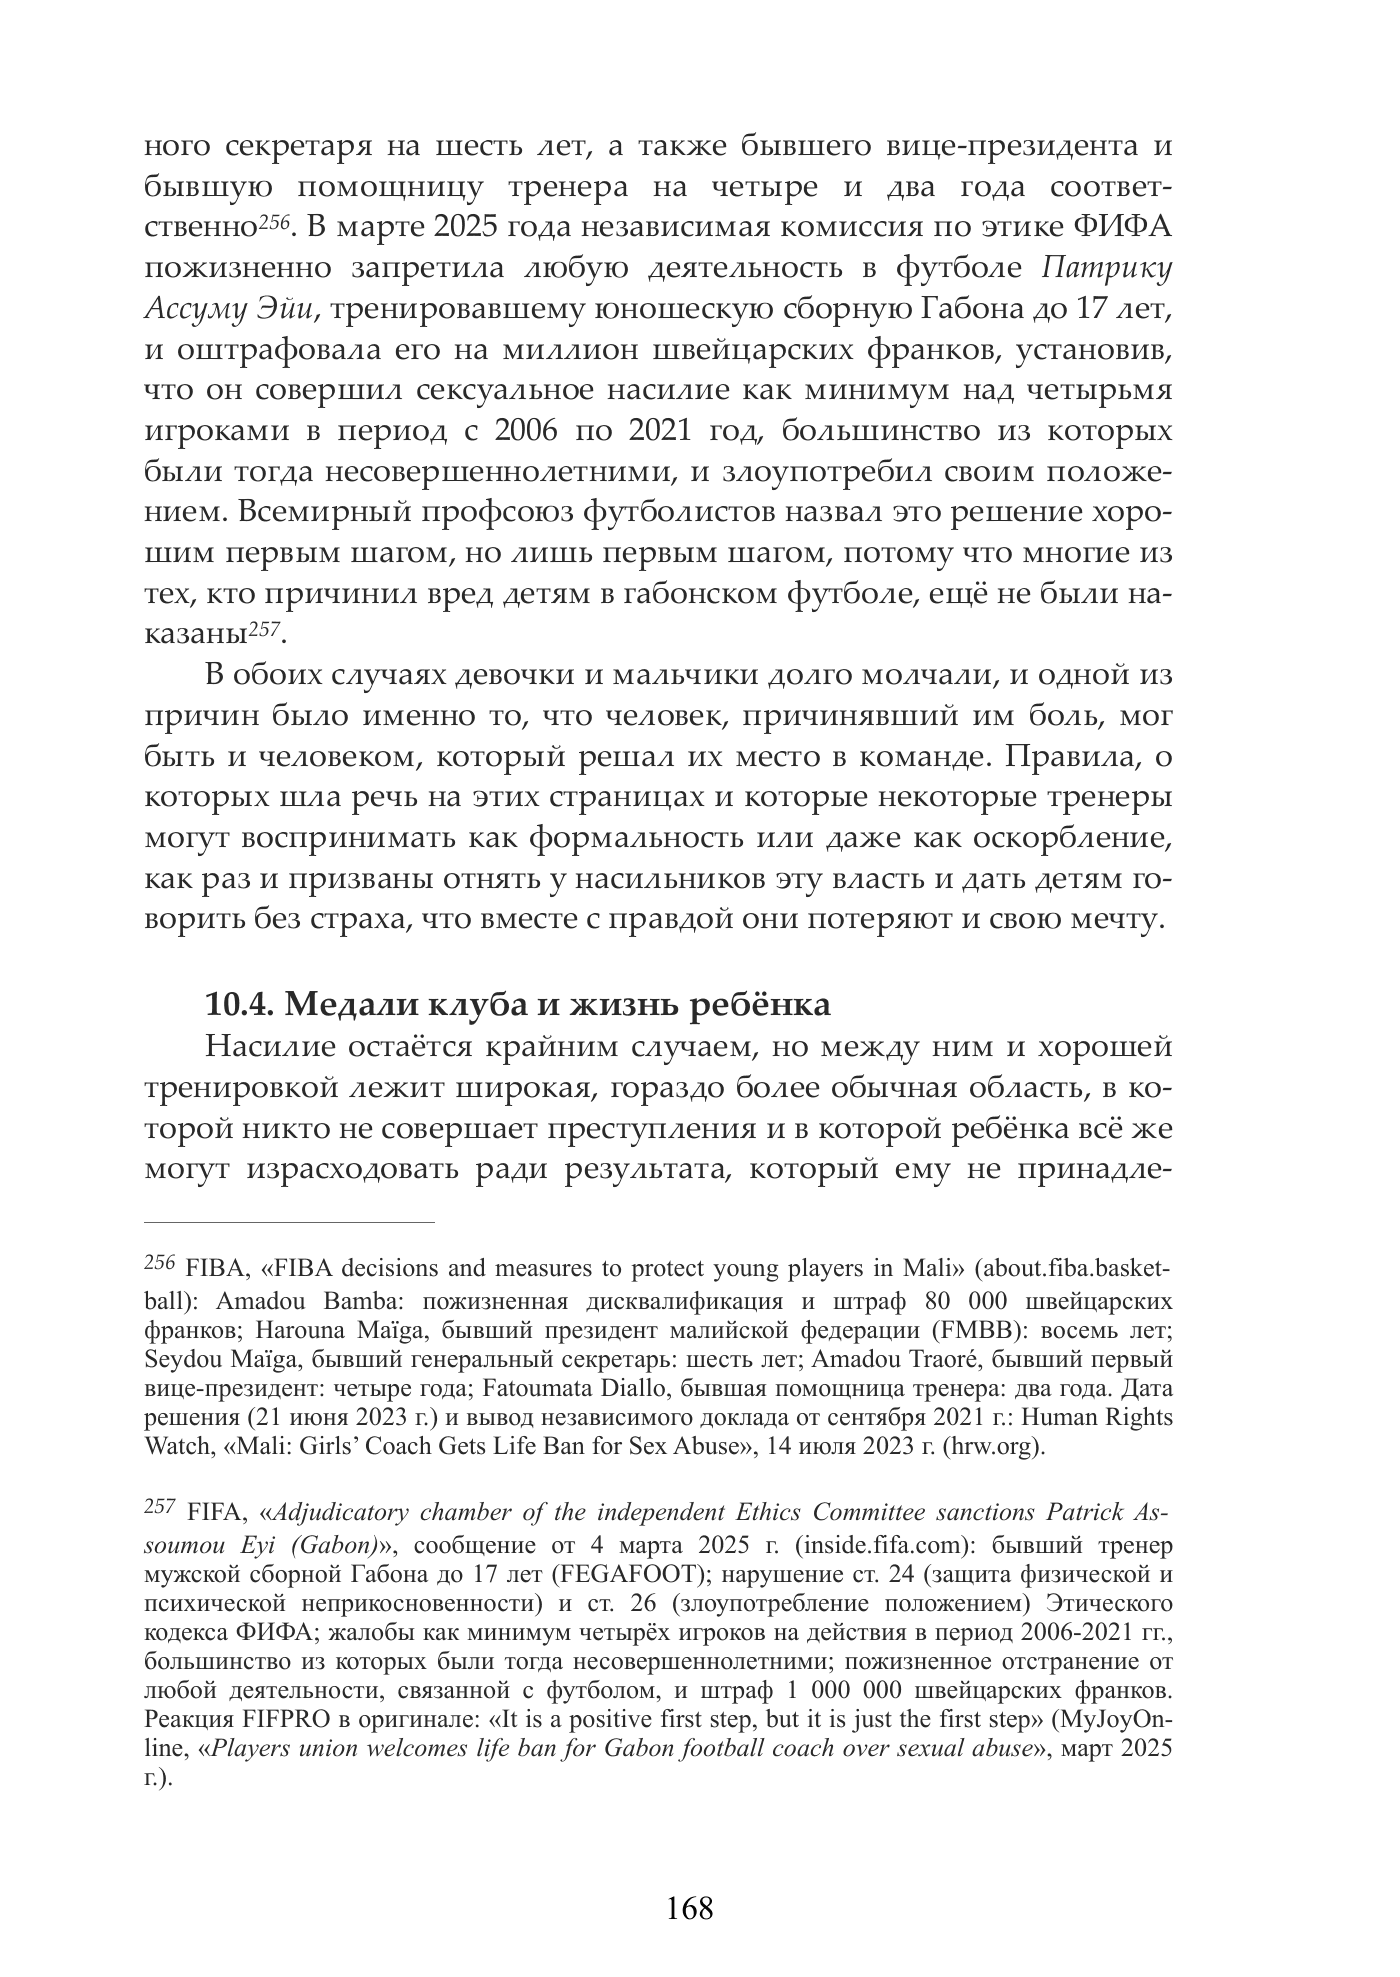 ного секретаря на шесть лет, а также бывшего вице-президента и
бывшую помощницу тренера на четыре и два года соответ-
ственно256. В марте 2025 года независимая комиссия по этике ФИФА
пожизненно запретила любую деятельность в футболе Патрику
Ассуму Эйи, тренировавшему юношескую сборную Габона до 17 лет,
и оштрафовала его на миллион швейцарских франков, установив,
что он совершил сексуальное насилие как минимум над четырьмя
игроками в период с 2006 по 2021 год, большинство из которых
были тогда несовершеннолетними, и злоупотребил своим положе-
нием. Всемирный профсоюз футболистов назвал это решение хоро-
шим первым шагом, но лишь первым шагом, потому что многие из
тех, кто причинил вред детям в габонском футболе, ещё не были на-
казаны257.
В обоих случаях девочки и мальчики долго молчали, и одной из
причин было именно то, что человек, причинявший им боль, мог
быть и человеком, который решал их место в команде. Правила, о
которых шла речь на этих страницах и которые некоторые тренеры
могут воспринимать как формальность или даже как оскорбление,
как раз и призваны отнять у насильников эту власть и дать детям го-
ворить без страха, что вместе с правдой они потеряют и свою мечту.
10.4. Медали клуба и жизнь ребёнка
Насилие остаётся крайним случаем, но между ним и хорошей
тренировкой лежит широкая, гораздо более обычная область, в ко-
торой никто не совершает преступления и в которой ребёнка всё же
могут израсходовать ради результата, который ему не принадле-
256 FIBA, «FIBA decisions and measures to protect young players in Mali» (about.fiba.basket-
ball): Amadou Bamba: пожизненная дисквалификация и штраф 80 000 швейцарских
франков; Harouna Maïga, бывший президент малийской федерации (FMBB): восемь лет;
Seydou Maïga, бывший генеральный секретарь: шесть лет; Amadou Traoré, бывший первый
вице-президент: четыре года; Fatoumata Diallo, бывшая помощница тренера: два года. Дата
решения (21 июня 2023 г.) и вывод независимого доклада от сентября 2021 г.: Human Rights
Watch, «Mali: Girls’ Coach Gets Life Ban for Sex Abuse», 14 июля 2023 г. (hrw.org).
257 FIFA, «Adjudicatory chamber of the independent Ethics Committee sanctions Patrick As-
soumou Eyi (Gabon)», сообщение от 4 марта 2025 г. (inside.fifa.com): бывший тренер
мужской сборной Габона до 17 лет (FEGAFOOT); нарушение ст. 24 (защита физической и
психической неприкосновенности) и ст. 26 (злоупотребление положением) Этического
кодекса ФИФА; жалобы как минимум четырёх игроков на действия в период 2006-2021 гг.,
большинство из которых были тогда несовершеннолетними; пожизненное отстранение от
любой деятельности, связанной с футболом, и штраф 1 000 000 швейцарских франков.
Реакция FIFPRO в оригинале: «It is a positive first step, but it is just the first step» (MyJoyOn-
line, «Players union welcomes life ban for Gabon football coach over sexual abuse», март 2025
г.).
168